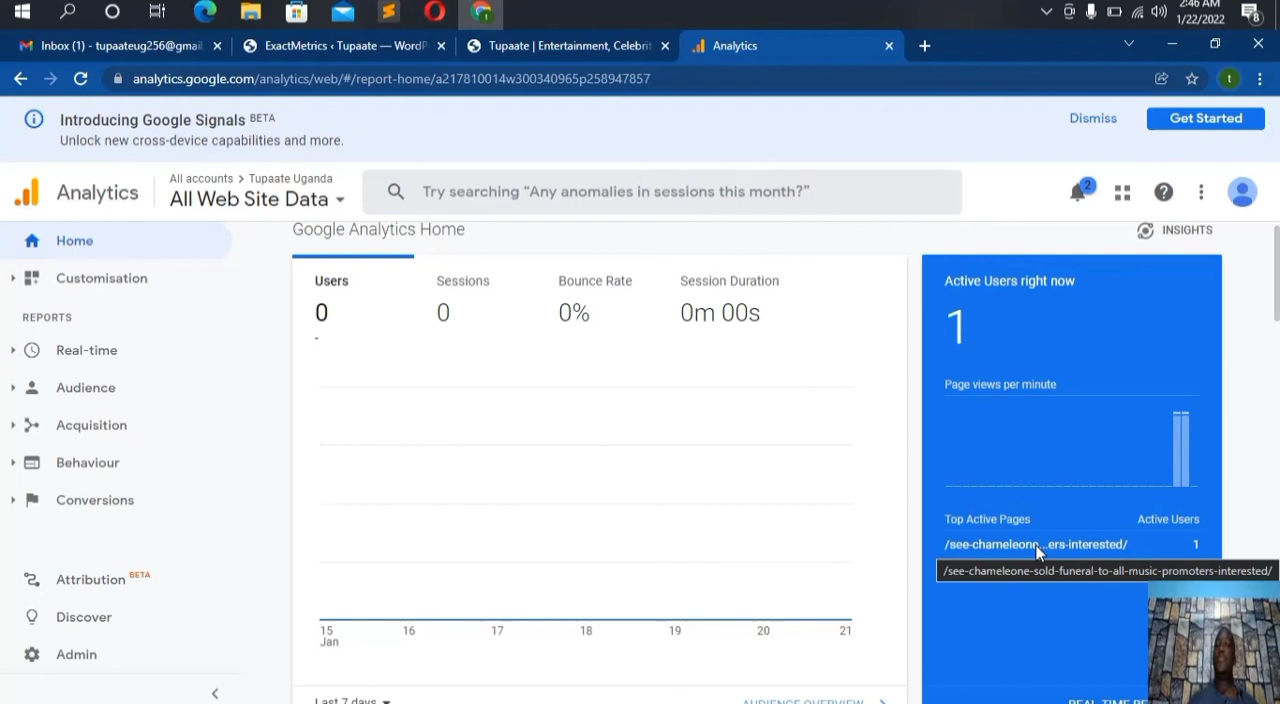 2:46 AM
1/22/2022
8
Inbox (1) - tupaateug256@gmai
ExactMetrics ‹ Tupaate — WordP
Tupaate | Entertainment, Celebrit
Analytics
analytics.google.com/analytics/web/#/report-home/a217810014w300340965p258947857
t
Introducing Google Signals BETA
Unlock new cross-device capabilities and more.
Dismiss
Get Started
Analytics
All accounts > Tupaate Uganda
All Web Site Data
Try searching “Any anomalies in sessions this month?”
2
Home
Customisation
REPORTS
Real-time
Audience
Acquisition
Behaviour
Conversions
Attribution BETA
Discover
Admin
Google Analytics Home
INSIGHTS
Users
0
-
Sessions
0
Bounce Rate
0%
Session Duration
0m 00s
15 16 17 18 19 20 21
Jan
Last 7 days
AUDIENCE OVERVIEW
Active Users right now
1
Page views per minute
Top Active Pages Active Users
/see-chameleone...ers-interested/ 1
/see-chameleone-sold-funeral-to-all-music-promoters-interested/
REAL-TIME RE